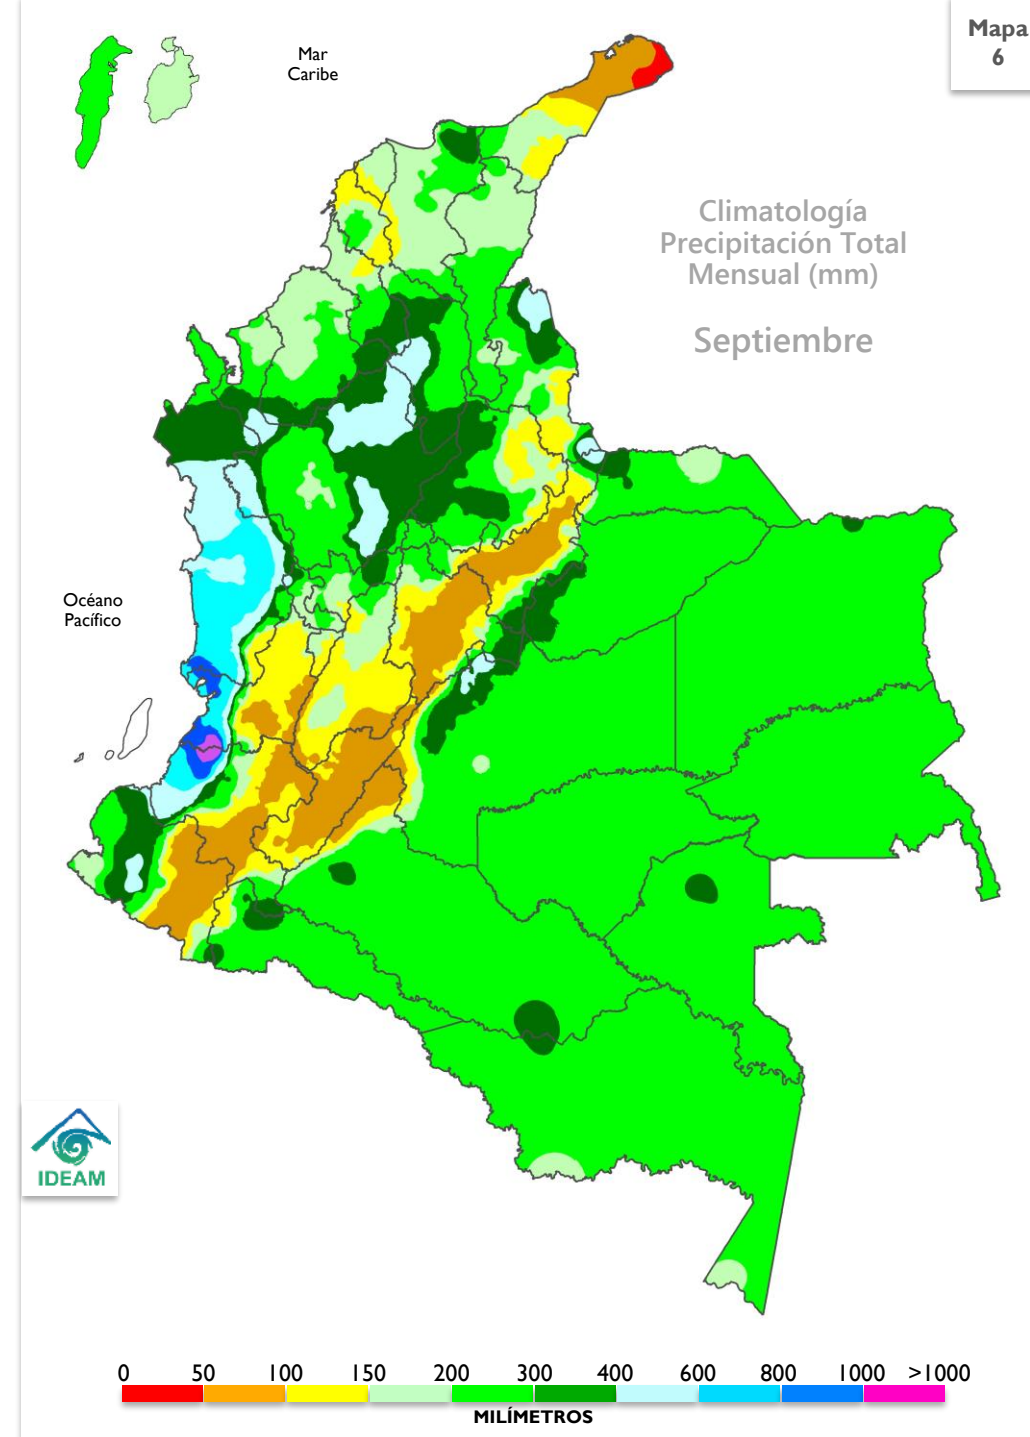 Mapa
6
Mar
Caribe
Climatología
Precipitación Total
Mensual (mm)
Septiembre
Océano
Pacífico
IDEAM
0 50 100 150 200 300 400 600 800 1000 >1000
MILÍMETROS